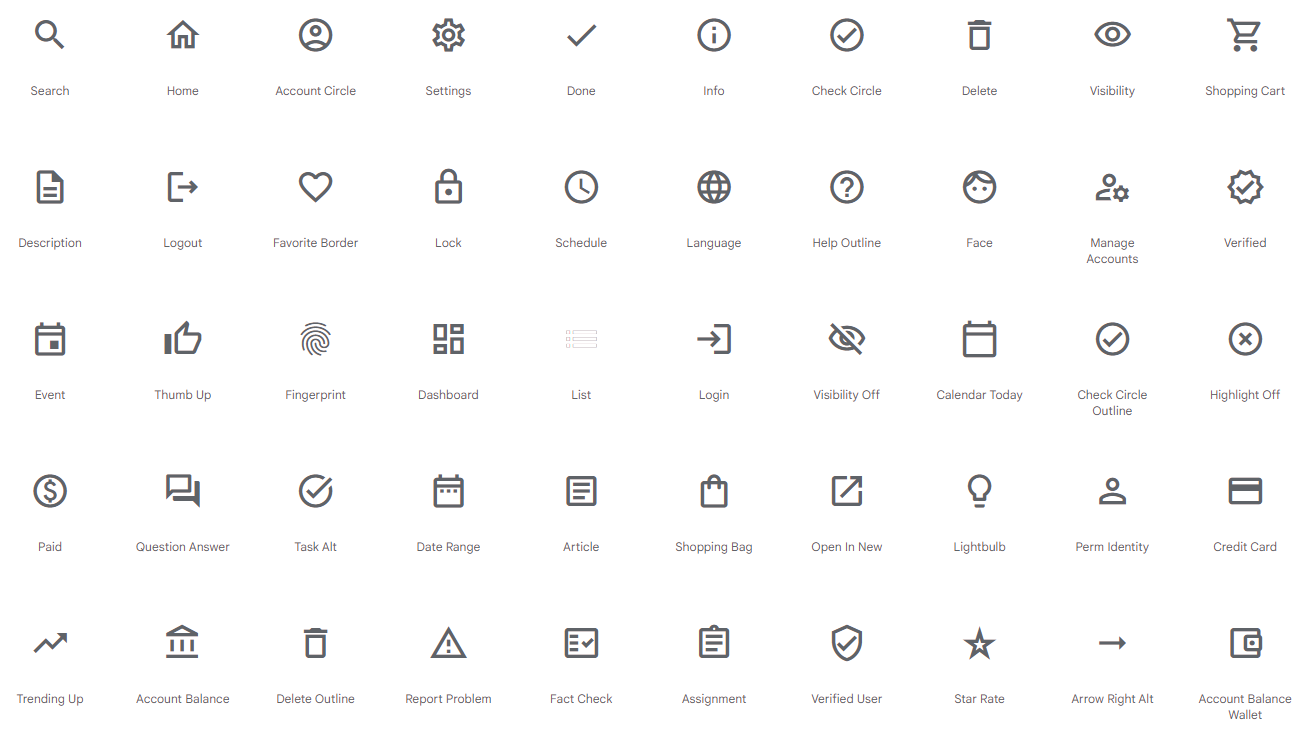 Search
Home
Account Circle
Settings
Done
Info
Check Circle
Delete
Visibility
Shopping Cart
Description
Logout
Favorite Border
Lock
Schedule
Language
Help Outline
Face
Manage
Accounts
Verified
Event
Thumb Up
Fingerprint
Dashboard
List
Login
Visibility Off
Calendar Today
Check Circle
Outline
Highlight Off
Paid
Question Answer
Task Alt
Date Range
Article
Shopping Bag
Open In New
Lightbulb
Perm Identity
Credit Card
Trending Up
Account Balance
Delete Outline
Report Problem
Fact Check
Assignment
Verified User
Star Rate
Arrow Right Alt
Account Balance
Wallet